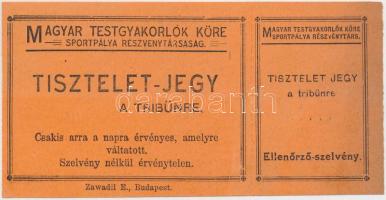 MAGYAR TESTGYAKORLÓK KÖRE
SPORTPÁLYA RÉSZVÉNYTÁRSASÁG.
TISZTELET-JEGY
A TRIBÜNRE.
Csakis arra a napra érvényes, amelyre
váltatott.
Szelvény nélkül érvénytelen.
Zawadil E., Budapest.
MAGYAR TESTGYAKORLÓK KÖRE
SPORTPÁLYA RÉSZVÉNYTÁRS.
TISZTELET JEGY
a tribünre
Ellenőrző-szelvény.
darabanth